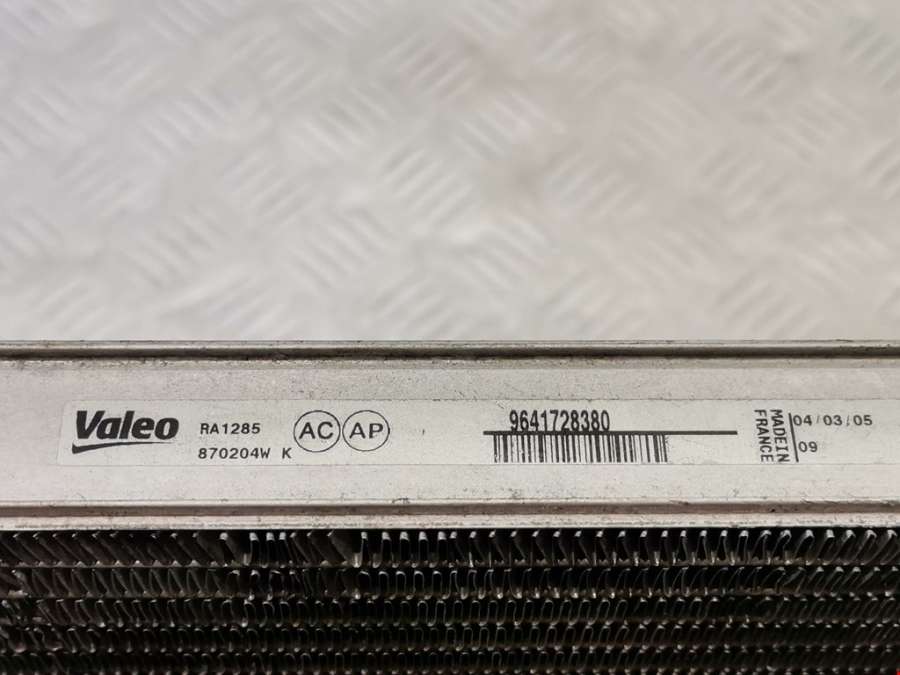 Valeo
RA1285
870204W K
AC AP
9641728380
MADE IN
FRANCE
04/03/05
09